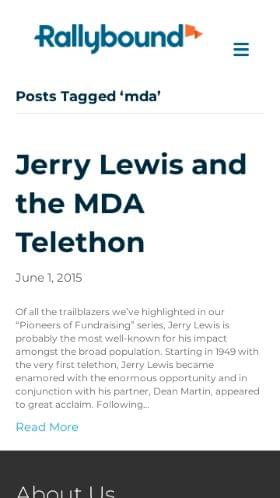 Rallybound
Posts Tagged ‘mda’
Jerry Lewis and
the MDA
Telethon
June 1, 2015
Of all the trailblazers we’ve highlighted in our
“Pioneers of Fundraising” series, Jerry Lewis is
probably the most well-known for his impact
amongst the broad population. Starting in 1949 with
the very first telethon, Jerry Lewis became
enamored with the enormous opportunity and in
conjunction with his partner, Dean Martin, appeared
to great acclaim. Following…
Read More
About Us